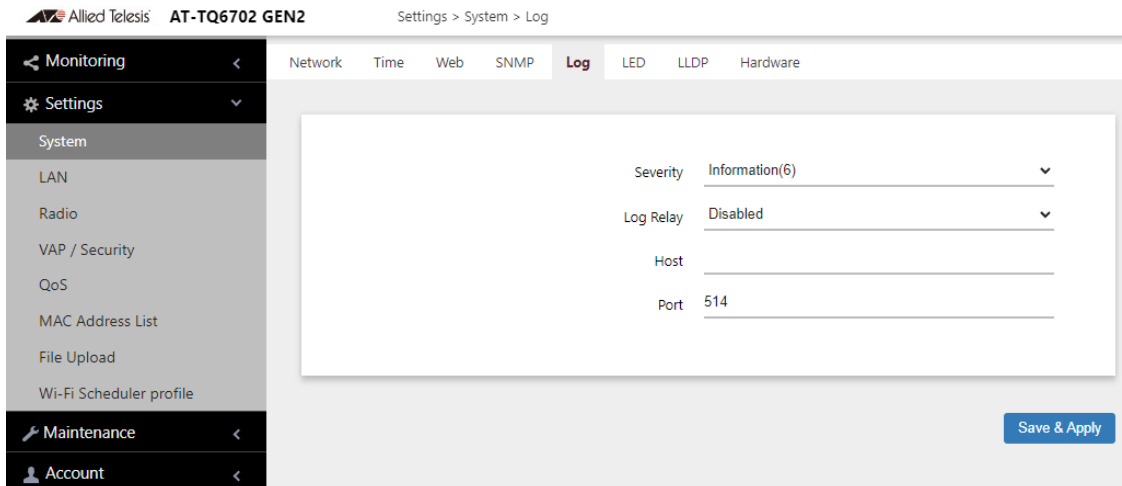 Allied Telesis AT-TQ6702 GEN2 Settings > System > Log
Monitoring
Settings
System
LAN
Radio
VAP / Security
QoS
MAC Address List
File Upload
Wi-Fi Scheduler profile
Maintenance
Account
Network Time Web SNMP Log LED LLDP Hardware
Severity Information(6)
Log Relay Disabled
Host
Port 514
Save & Apply